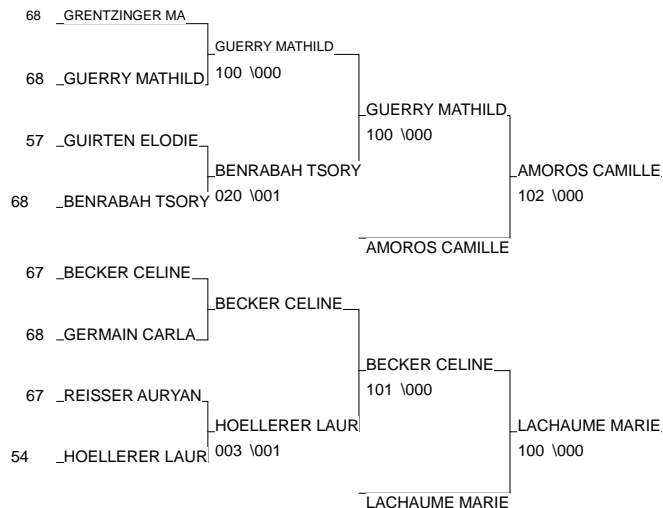 68 GRENTZINGER MA
GUERRY MATHILD
100 \000
68 GUERRY MATHILD
GUERRY MATHILD
100 \000
57 GUIRTEN ELODIE
BENRABAH TSORY
020 \001
AMOROS CAMILLE
102 \000
68 BENRABAH TSORY
AMOROS CAMILLE
67 BECKER CELINE
BECKER CELINE
68 GERMAIN CARLA
BECKER CELINE
101 \000
67 REISSER AURYAN
HOELLERER LAUR
003 \001
LACHAUME MARIE
100 \000
54 HOELLERER LAUR
LACHAUME MARIE